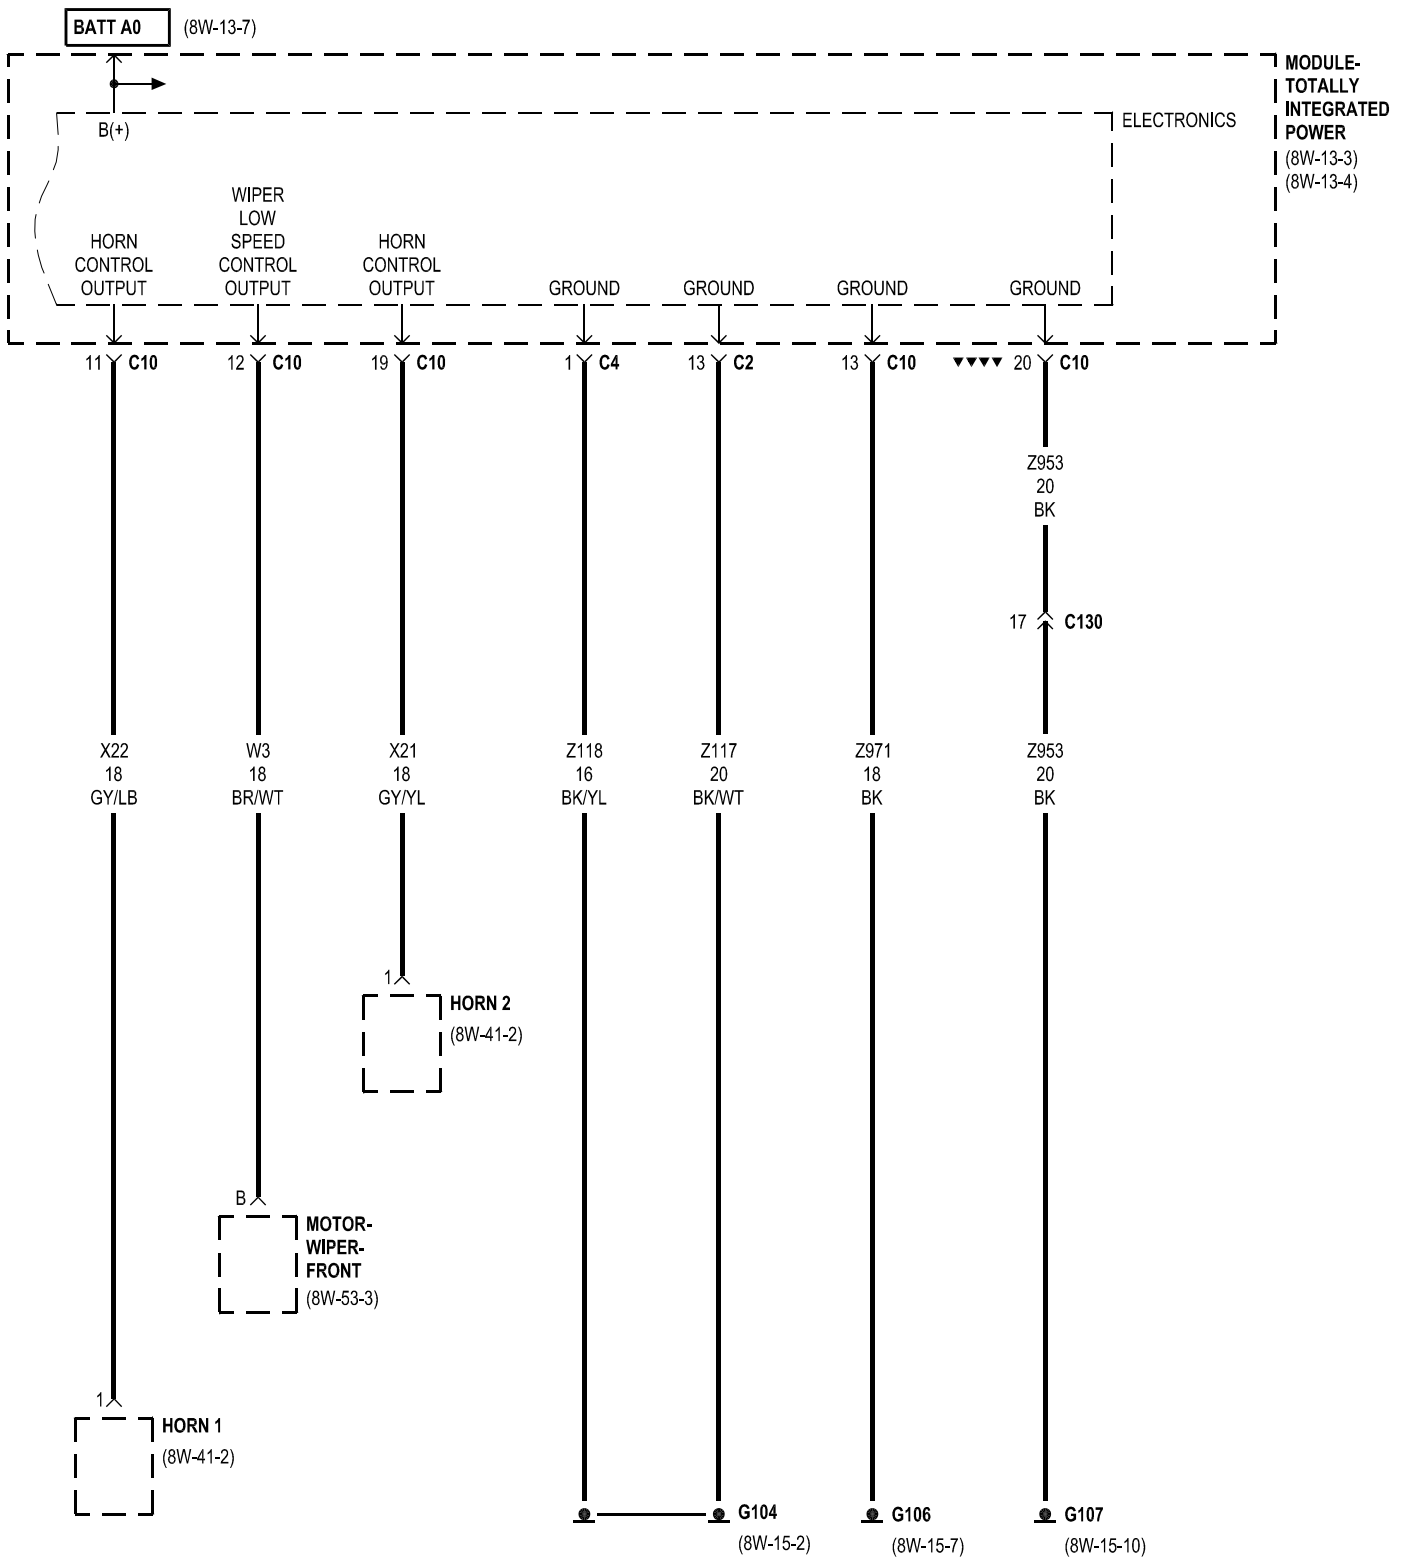 BATT A0 (8W-13-7)
MODULE-
TOTALLY
INTEGRATED
POWER
(8W-13-3)
(8W-13-4)
B(+)
ELECTRONICS
HORN
CONTROL
OUTPUT
WIPER
LOW
SPEED
CONTROL
OUTPUT
HORN
CONTROL
OUTPUT
GROUND
GROUND
GROUND
GROUND
11 C10
12 C10
19 C10
1 C4
13 C2
13 C10
20 C10
Z953
20
BK
17 C130
X22
18
GY/LB
W3
18
BR/WT
X21
18
GY/YL
Z118
16
BK/YL
Z117
20
BK/WT
Z971
18
BK
Z953
20
BK
1
HORN 2
(8W-41-2)
B
MOTOR-
WIPER-
FRONT
(8W-53-3)
1
HORN 1
(8W-41-2)
G104
(8W-15-2)
G106
(8W-15-7)
G107
(8W-15-10)